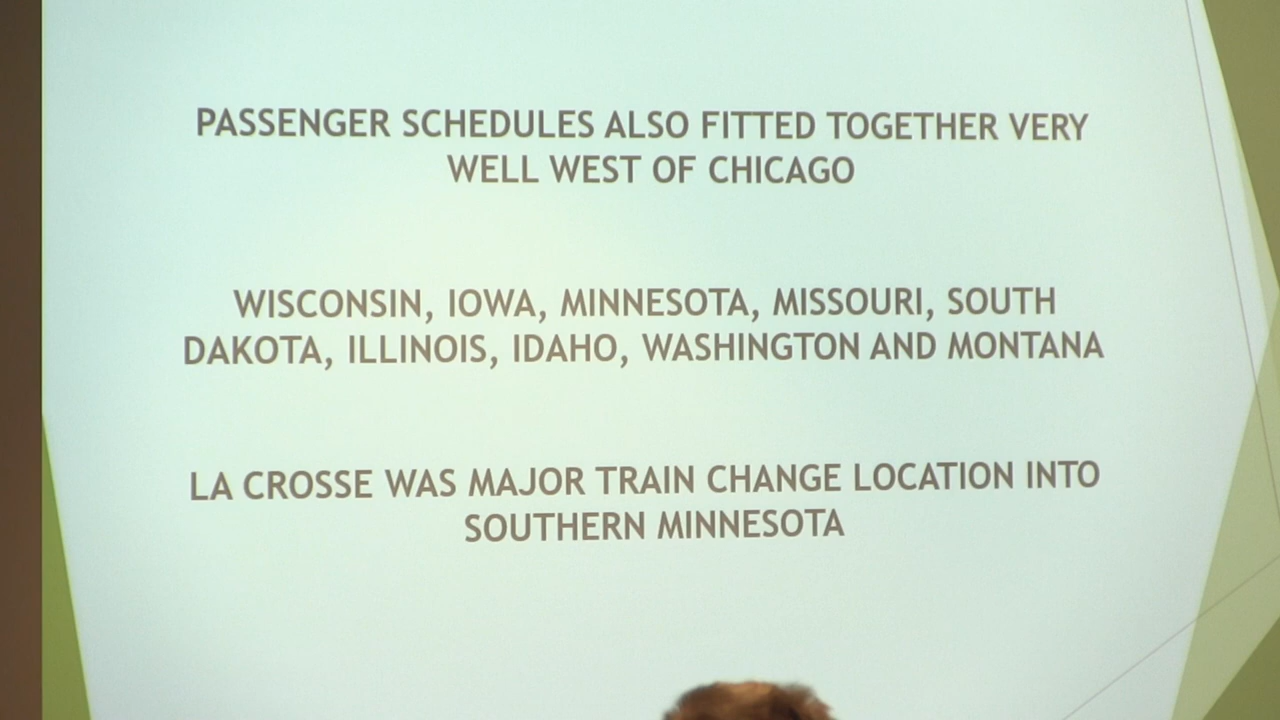 PASSENGER SCHEDULES ALSO FITTED TOGETHER VERY
WELL WEST OF CHICAGO
WISCONSIN, IOWA, MINNESOTA, MISSOURI, SOUTH
DAKOTA, ILLINOIS, IDAHO, WASHINGTON AND MONTANA
LA CROSSE WAS MAJOR TRAIN CHANGE LOCATION INTO
SOUTHERN MINNESOTA